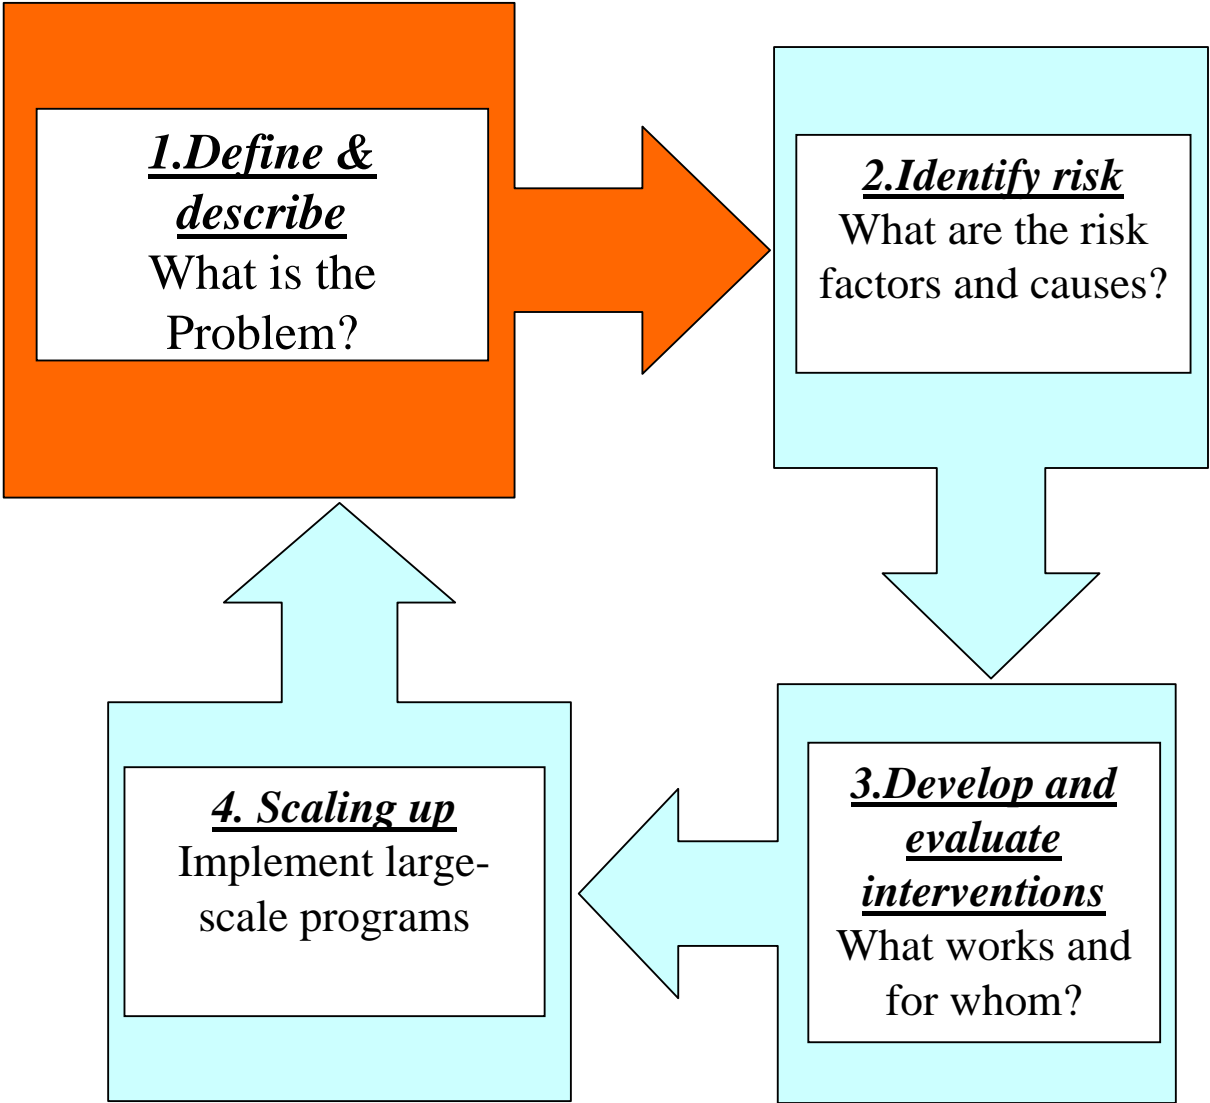 1.Define &
describe
What is the
Problem?
2.Identify risk
What are the risk
factors and causes?
3.Develop and
evaluate
interventions
What works and
for whom?
4. Scaling up
Implement large-
scale programs